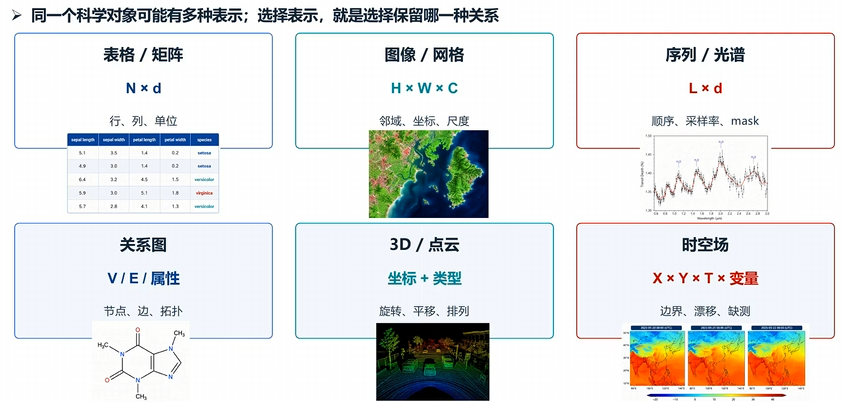 ➢ 同一个科学对象可能有多种表示；选择表示，就是选择保留哪一种关系
表格 / 矩阵
N × d
行、列、单位
sepal length sepal width petal length petal width species
5.1 3.5 1.4 0.2 setosa
4.9 3.0 1.4 0.2 setosa
6.4 3.2 4.5 1.5 versicolor
5.9 3.0 5.1 1.8 virginica
5.7 2.8 4.1 1.3 versicolor
图像 / 网格
H × W × C
邻域、坐标、尺度
序列 / 光谱
L × d
顺序、采样率、mask
Wavelength (μm)
关系图
V / E / 属性
节点、边、拓扑
O
CH₃
H₃C
N
N
O
N
N
CH₃
3D / 点云
坐标 + 类型
旋转、平移、排列
时空场
X × Y × T × 变量
边界、漂移、缺测